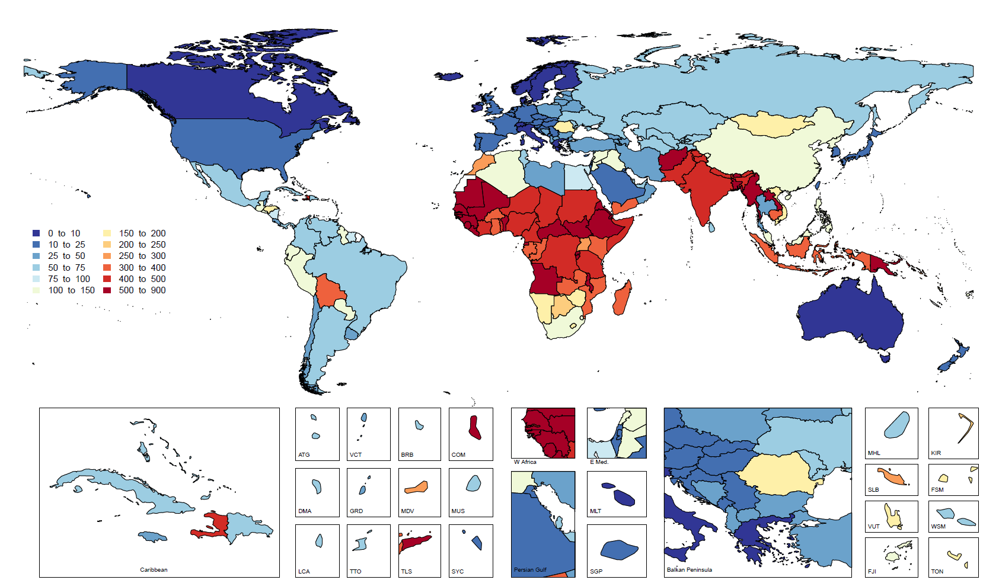 0 to 10
10 to 25
25 to 50
50 to 75
75 to 100
100 to 150
150 to 200
200 to 250
250 to 300
300 to 400
400 to 500
500 to 900
Caribbean
ATG
VCT
BRB
COM
DMA
GRD
MDV
MUS
LCA
TTO
TLS
SYC
W Africa
E Med.
Persian Gulf
MLT
SGP
Balkan Peninsula
MHL
KIR
SLB
FSM
VUT
WSM
FJI
TON